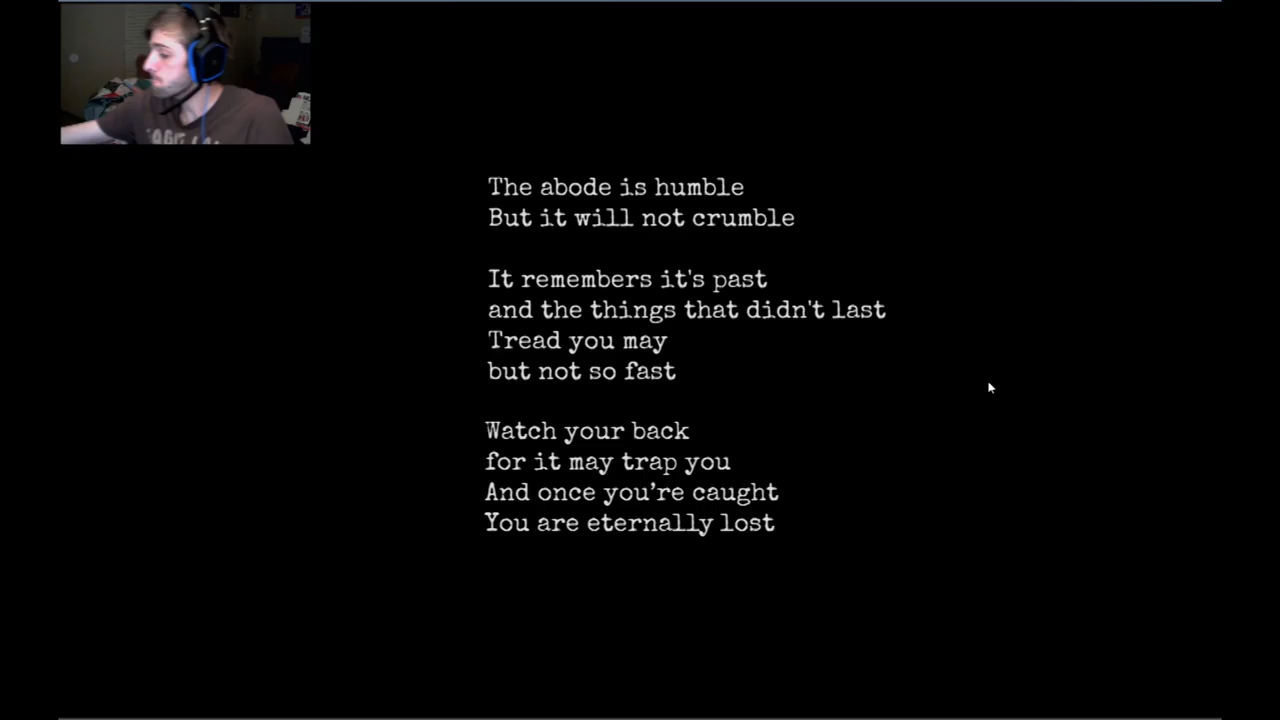 The abode is humble
But it will not crumble
It remembers it's past
and the things that didn't last
Tread you may
but not so fast
Watch your back
for it may trap you
And once you’re caught
You are eternally lost